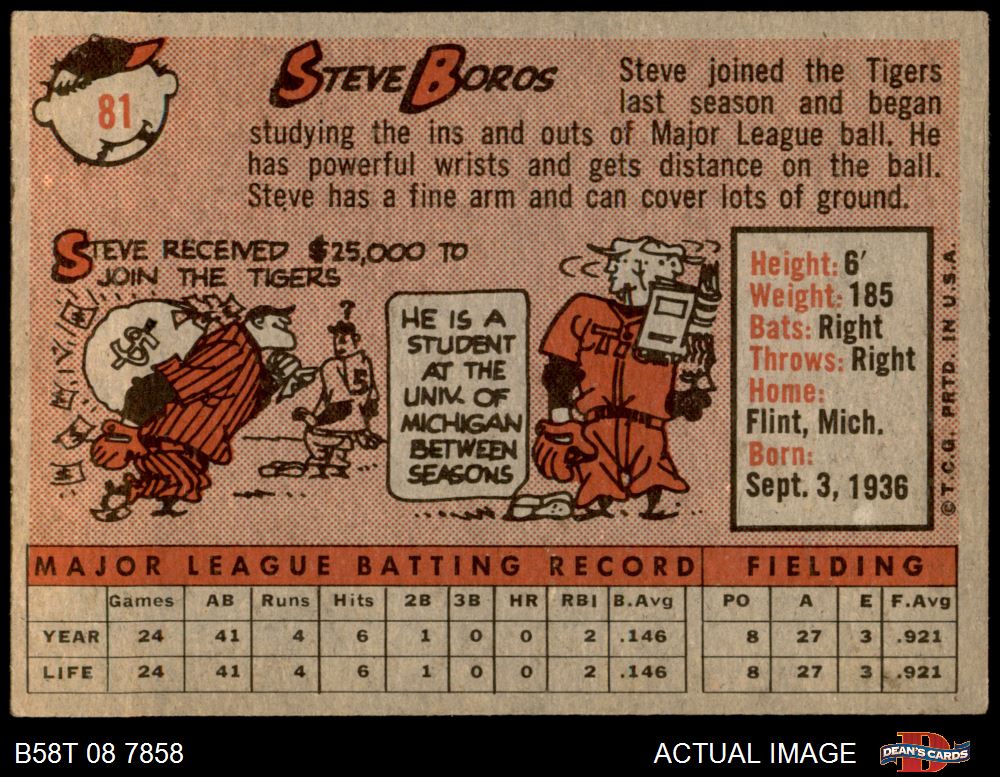 81
STEVE BOROS
Steve joined the Tigers
last season and began
studying the ins and outs of Major League ball. He
has powerful wrists and gets distance on the ball.
Steve has a fine arm and can cover lots of ground.
STEVE RECEIVED $25,000 TO
JOIN THE TIGERS
$
?
5
HE IS A
STUDENT
AT THE
UNIV. OF
MICHIGAN
BETWEEN
SEASONS
Height: 6'
Weight: 185
Bats: Right
Throws: Right
Home:
Flint, Mich.
Born:
Sept. 3, 1936
© T.C.G. PRTD. IN U.S.A.
MAJOR LEAGUE BATTING RECORD FIELDING
Games AB Runs Hits 2B 3B HR RBI B.Avg PO A E F.Avg
YEAR 24 41 4 6 1 0 0 2 .146 8 27 3 .921
LIFE 24 41 4 6 1 0 0 2 .146 8 27 3 .921
B58T 08 7858 ACTUAL IMAGE DEAN'S CARDS